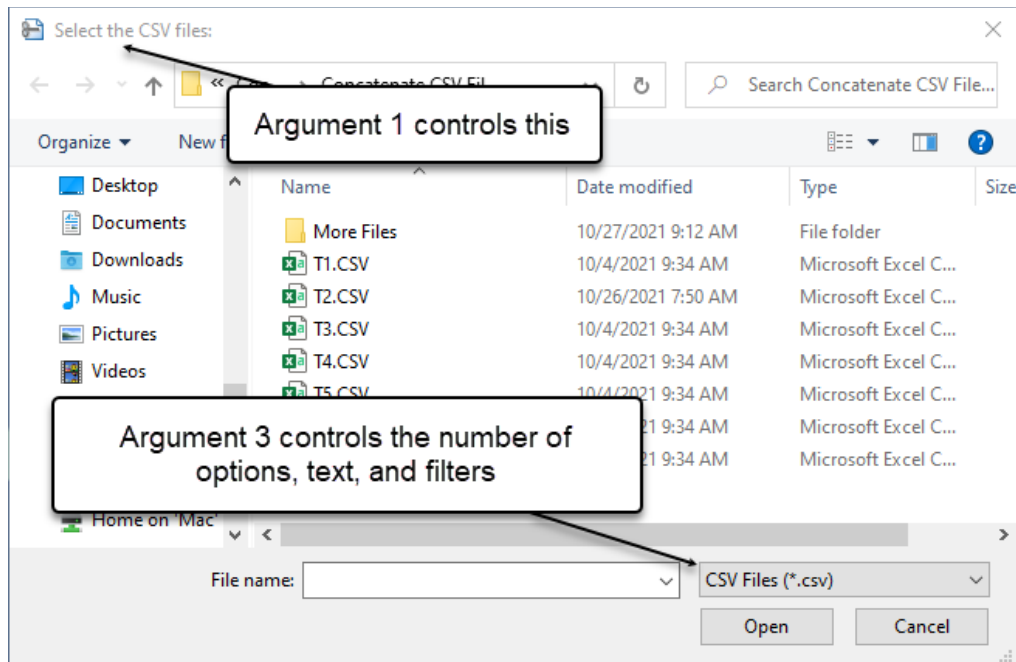 Select the CSV files:
« Concatenate CSV Fil
Search Concatenate CSV File...
Argument 1 controls this
Organize
New f
?
Desktop
Documents
Downloads
Music
Pictures
Videos
Home on 'Mac'
Name Date modified Type Size
More Files 10/27/2021 9:12 AM File folder
T1.CSV 10/4/2021 9:34 AM Microsoft Excel C...
T2.CSV 10/26/2021 7:50 AM Microsoft Excel C...
T3.CSV 10/4/2021 9:34 AM Microsoft Excel C...
T4.CSV 10/4/2021 9:34 AM Microsoft Excel C...
T5.CSV 10/4/2021 9:34 AM Microsoft Excel C...
21 9:34 AM Microsoft Excel C...
21 9:34 AM Microsoft Excel C...
Argument 3 controls the number of
options, text, and filters
File name:
CSV Files (*.csv)
Open Cancel